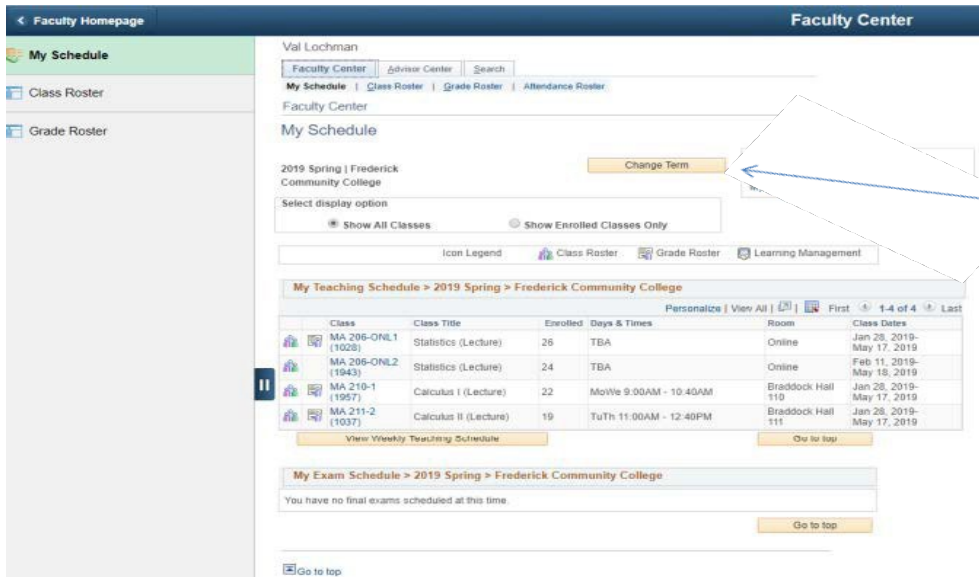 Faculty Homepage
Faculty Center
My Schedule
Class Roster
Grade Roster
Val Lochman
Faculty Center Advisor Center Search
My Schedule | Class Roster | Grade Roster | Attendance Roster
Faculty Center
My Schedule
2019 Spring | Frederick
Community College
Change Term
Select display option
Show All Classes Show Enrolled Classes Only
Icon Legend Class Roster Grade Roster Learning Management
My Teaching Schedule > 2019 Spring > Frederick Community College
Personalize | View All | First 1-4 of 4 Last
Class Class Title Enrolled Days & Times Room Class Dates
MA 206-ONL1 (1028) Statistics (Lecture) 26 TBA Online Jan 28, 2019- May 17, 2019
MA 206-ONL2 (1943) Statistics (Lecture) 24 TBA Online Feb 11, 2019- May 18, 2019
MA 210-1 (1957) Calculus I (Lecture) 22 MoWe 9:00AM - 10:40AM Braddock Hall 110 Jan 28, 2019- May 17, 2019
MA 211-2 (1037) Calculus II (Lecture) 19 TuTh 11:00AM - 12:40PM Braddock Hall 111 Jan 28, 2019- May 17, 2019
View Weekly Teaching Schedule Go to top
My Exam Schedule > 2019 Spring > Frederick Community College
You have no final exams scheduled at this time.
Go to top
Go to top